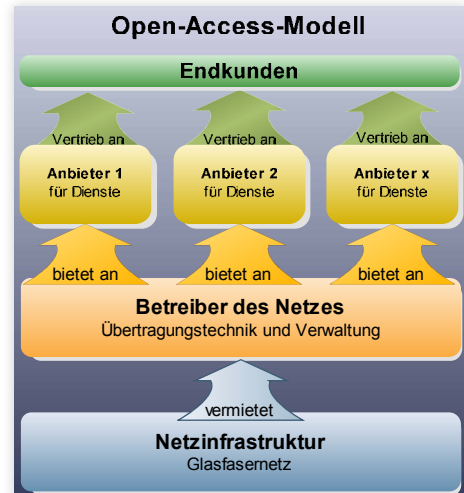 Open-Access-Modell
Endkunden
Vertrieb an Vertrieb an Vertrieb an
Anbieter 1 Anbieter 2 Anbieter x
für Dienste für Dienste für Dienste
bietet an bietet an bietet an
Betreiber des Netzes
Übertragungstechnik und Verwaltung
vermietet
Netzinfrastruktur
Glasfasernetz